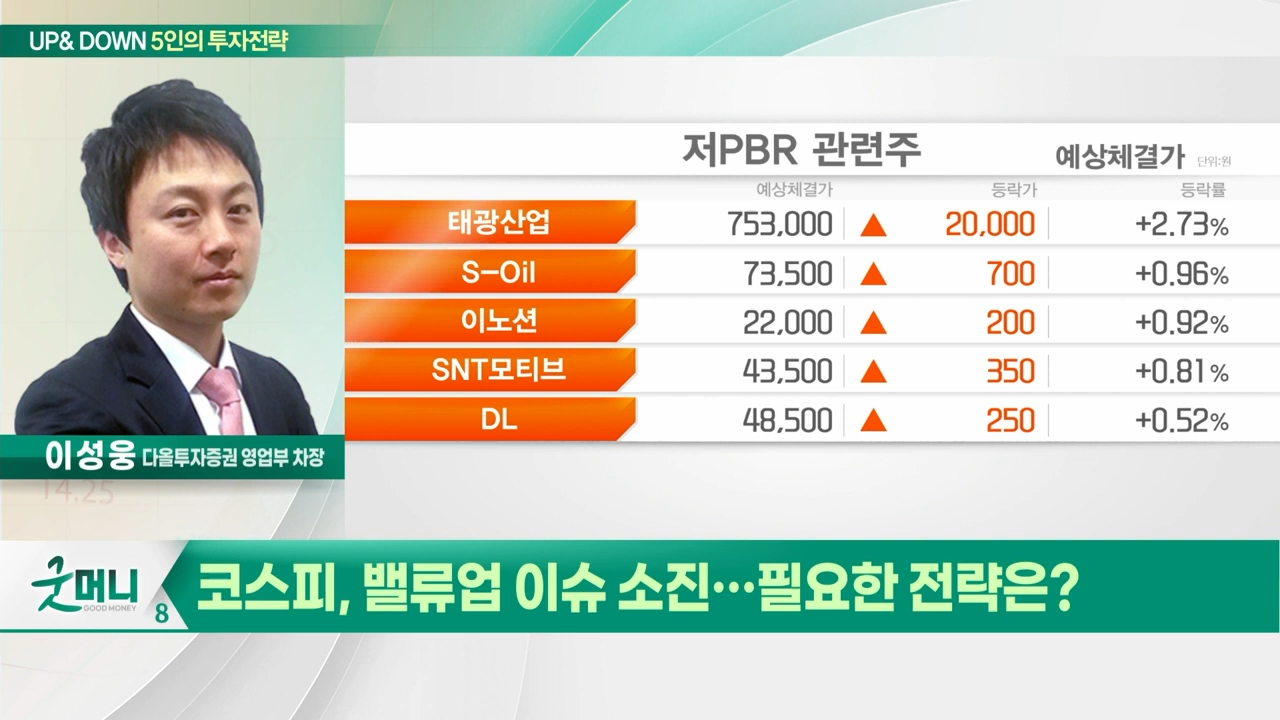 UP& DOWN 5인의 투자전략
저PBR 관련주 예상체결가 단위:원
예상체결가 등락가 등락률
태광산업 753,000 ▲ 20,000 +2.73%
S-Oil 73,500 ▲ 700 +0.96%
이노션 22,000 ▲ 200 +0.92%
SNT모티브 43,500 ▲ 350 +0.81%
DL 48,500 ▲ 250 +0.52%
이성웅 다올투자증권 영업부 차장
14.25
굿머니
GOOD MONEY
8
코스피, 밸류업 이슈 소진…필요한 전략은?